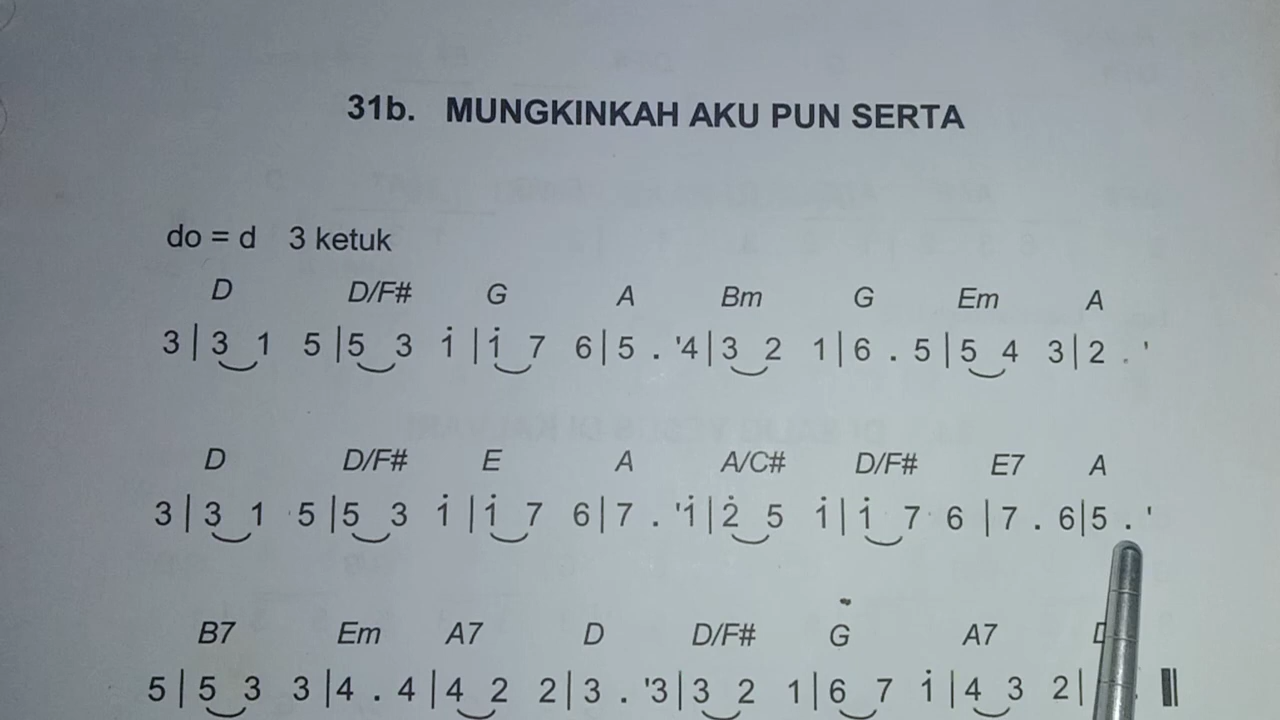 31b. MUNGKINKAH AKU PUN SERTA
do = d 3 ketuk
D D/F# G A Bm G Em A
3 | 3 1 5 | 5 3 i | i 7 6 | 5 . '4 | 3 2 1 | 6 . 5 | 5 4 3 | 2 . '
D D/F# E A A/C# D/F# E7 A
3 | 3 1 5 | 5 3 i | i 7 6 | 7 . 'i | 2̇ 5 i | i 7 6 | 7 . 6 | 5 . '
B7 Em A7 D D/F# G A7
5 | 5 3 3 | 4 . 4 | 4 2 2 | 3 . '3 | 3 2 1 | 6 7 i | 4 3 2 |